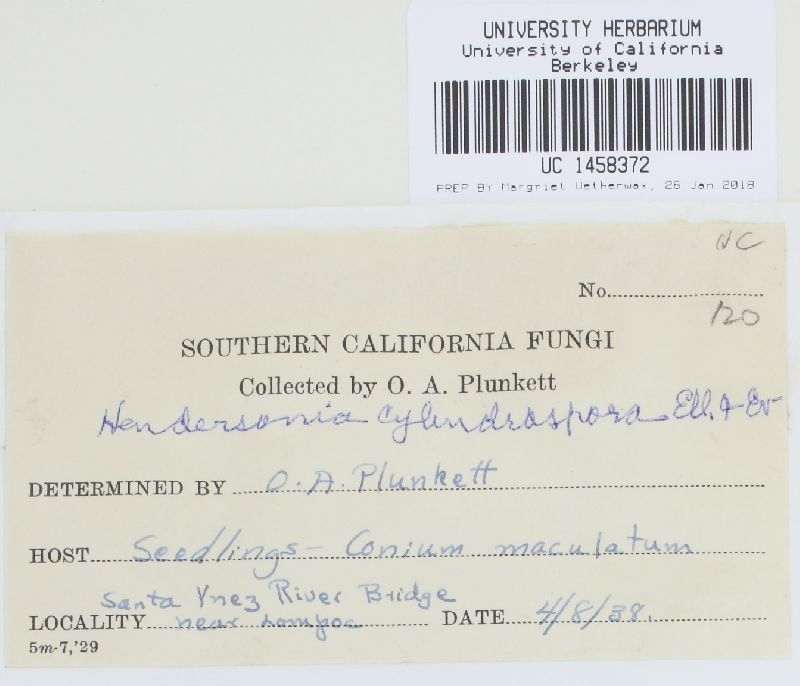 UNIVERSITY HERBARIUM
University of California
Berkeley
UC 1458372
PREP BY Margriet Wetherwax, 26 Jan 2018
No.
120
SOUTHERN CALIFORNIA FUNGI
Collected by O. A. Plunkett
Hendersonia cylindrospora Ell. & Ev
DETERMINED BY O. A. Plunkett
HOST Seedlings - Conium maculatum
LOCALITY Santa Ynez River Bridge
near Lompoc DATE 4/8/38.
5m-7,'29